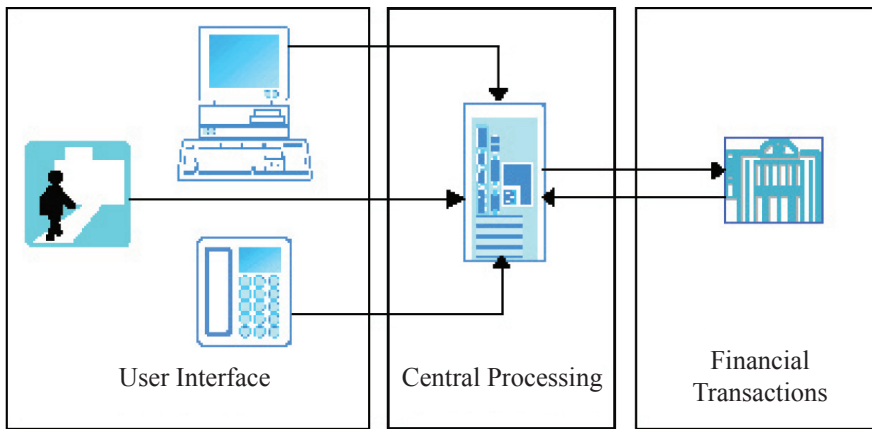 User Interface
Central Processing
Financial
Transactions